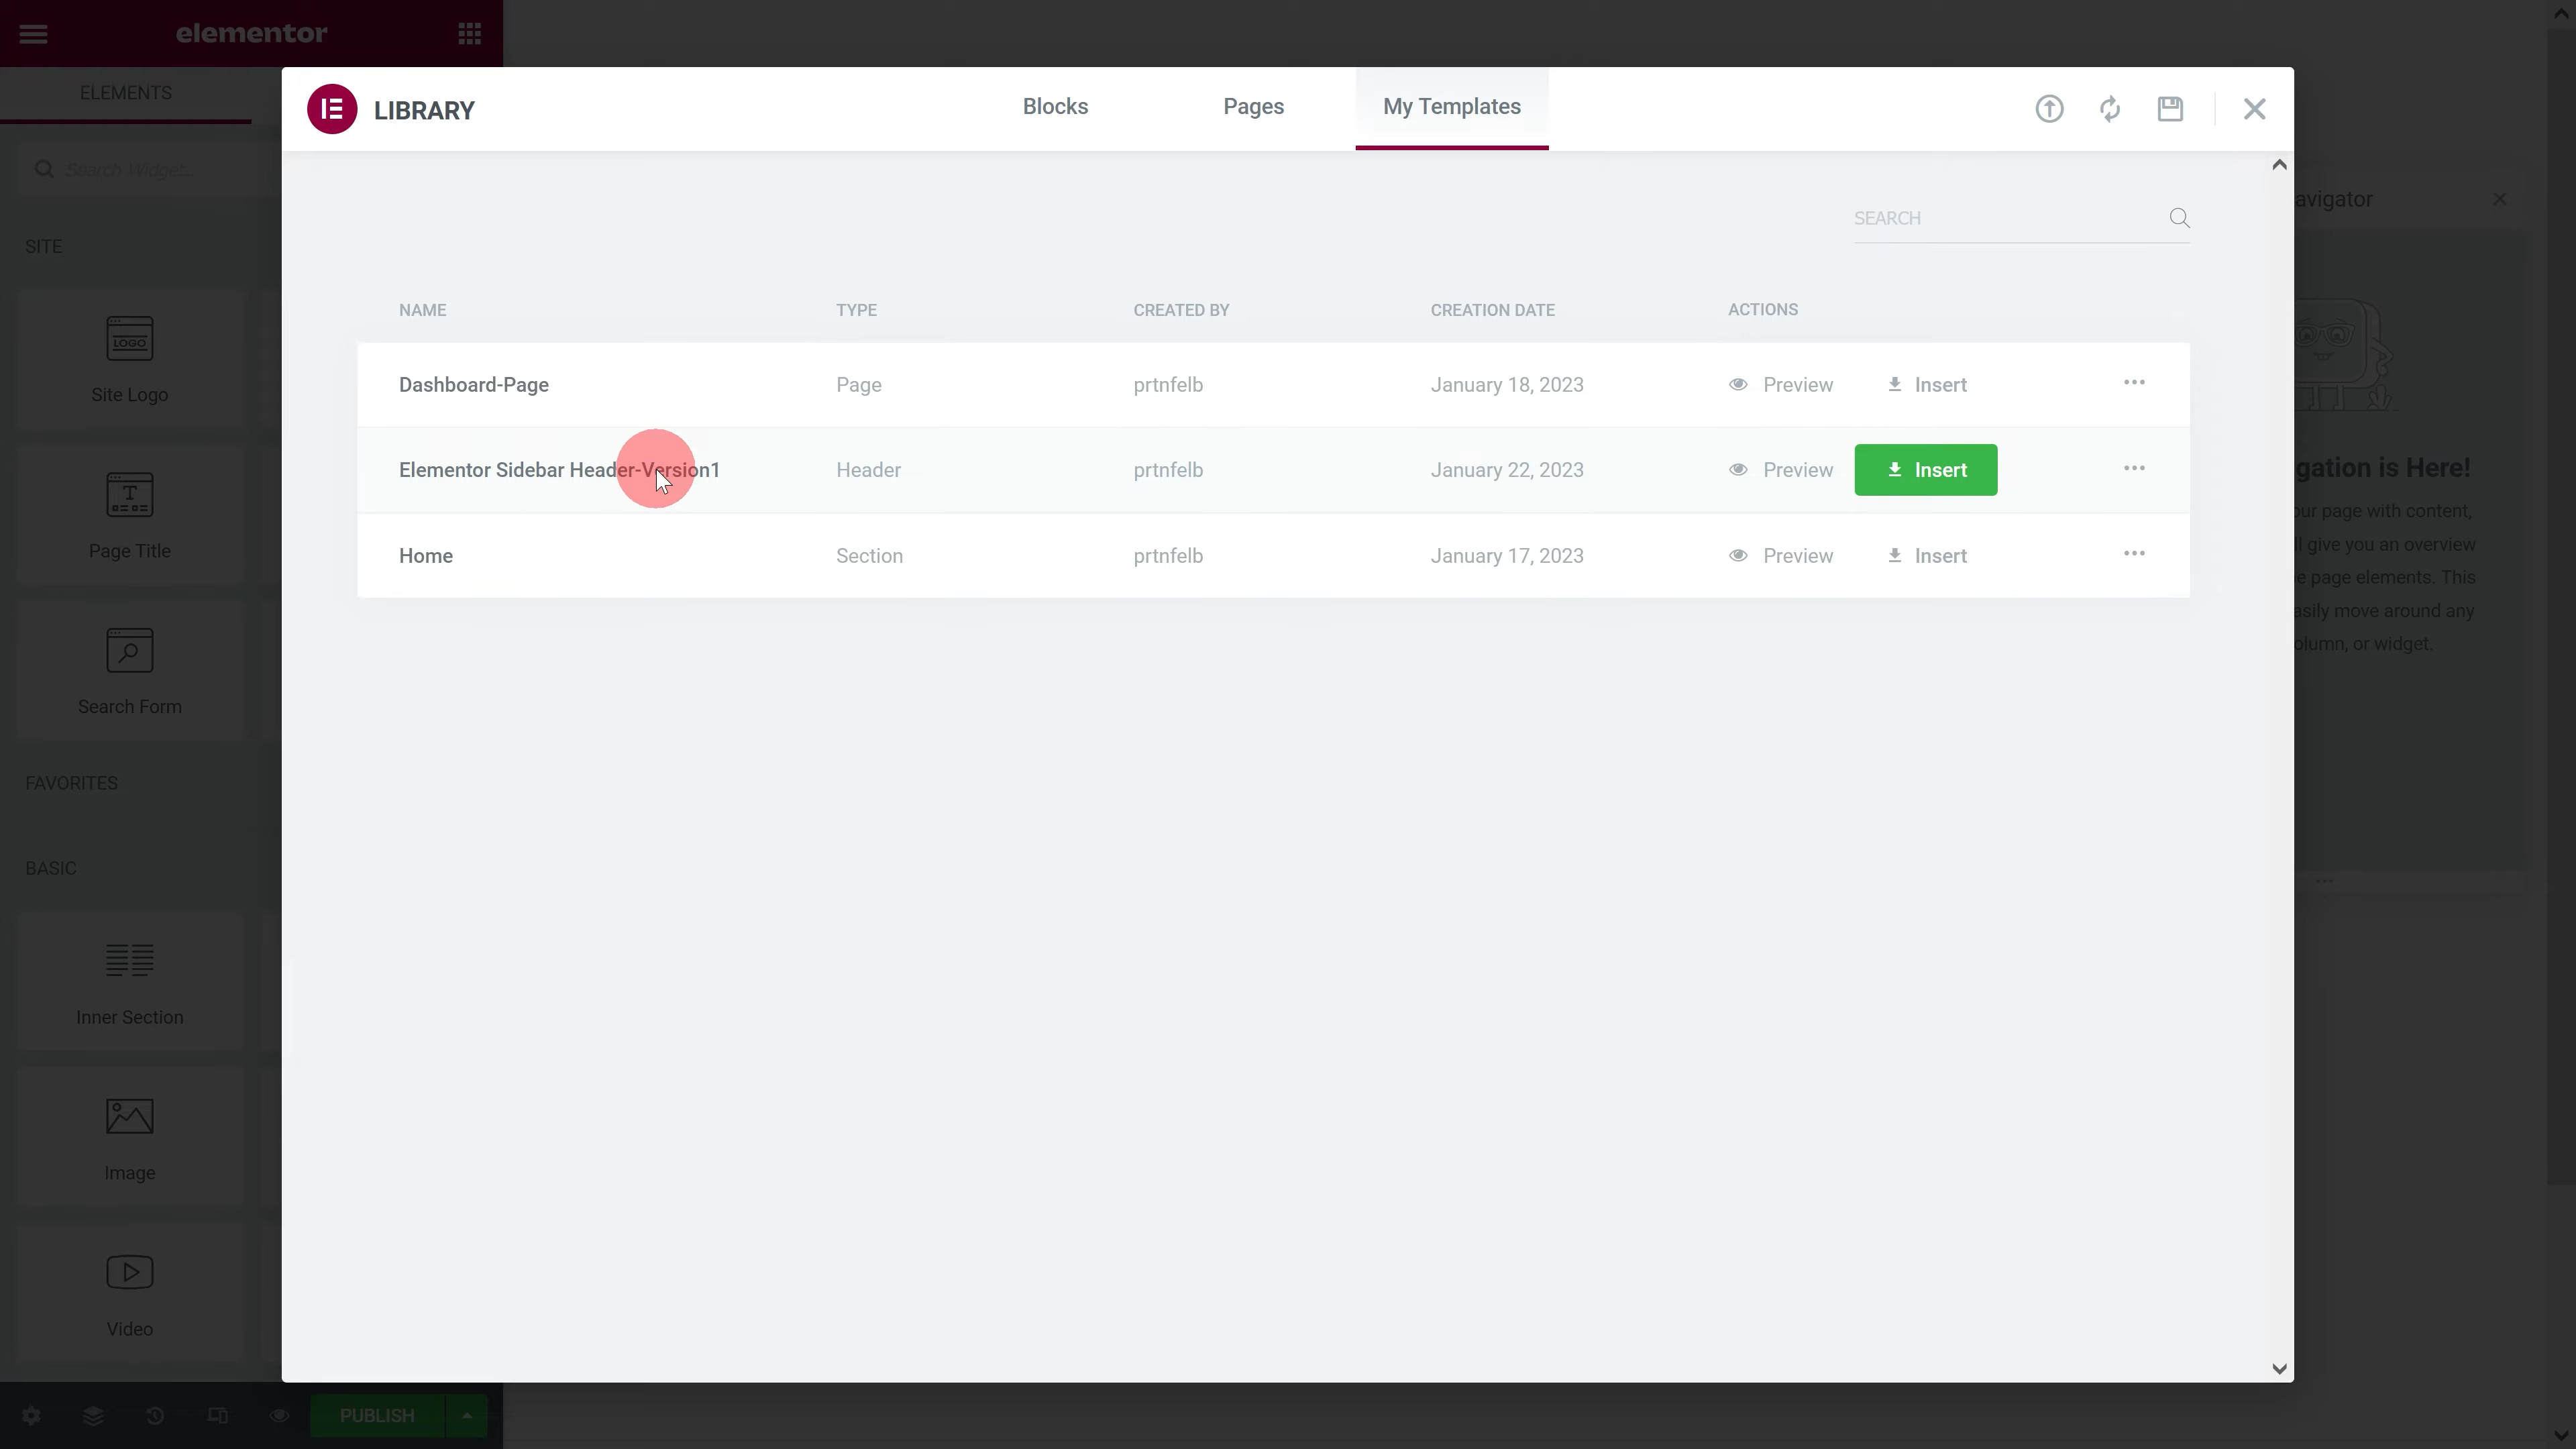 elementor
ELEMENTS
LIBRARY
Blocks
Pages
My Templates
Search Widget...
avigator
SEARCH
SITE
NAME
TYPE
CREATED BY
CREATION DATE
ACTIONS
LOGO
Site Logo
Dashboard-Page
Page
prtnfelb
January 18, 2023
Preview
Insert
Elementor Sidebar Header-Version1
Header
prtnfelb
January 22, 2023
Preview
Insert
gation is Here!
Page Title
our page with content,
ll give you an overview
Home
Section
prtnfelb
January 17, 2023
Preview
Insert
e page elements. This
asily move around any
olumn, or widget.
Search Form
FAVORITES
BASIC
Inner Section
Image
Video
PUBLISH